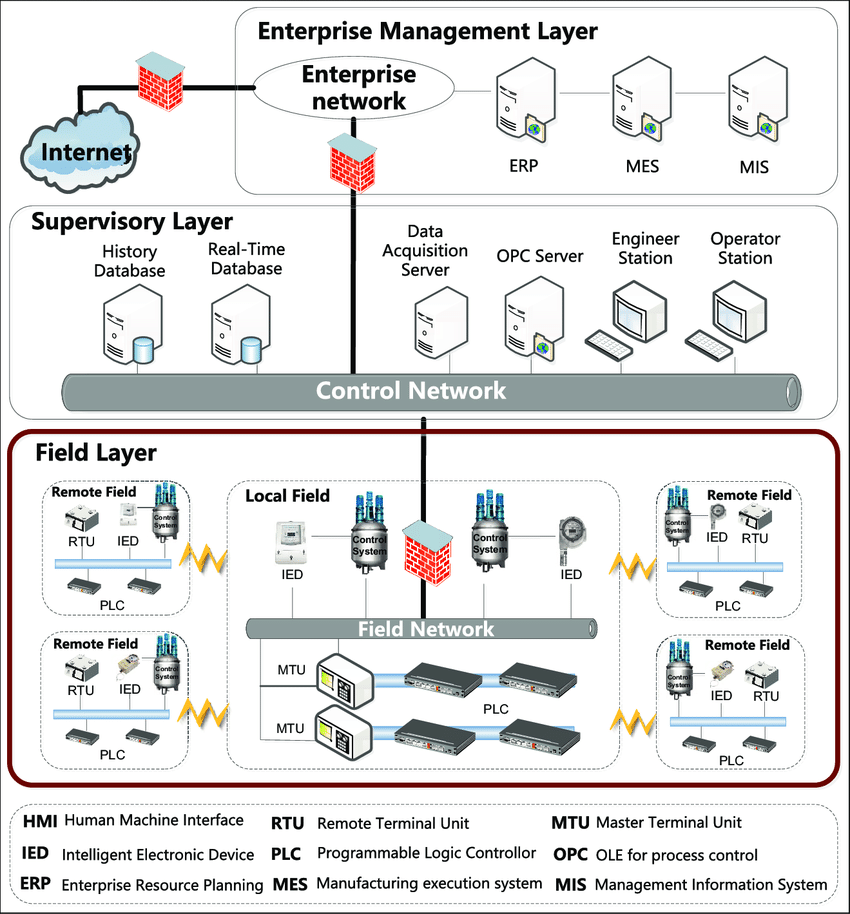 Enterprise Management Layer
Enterprise
network
Internet
ERP
MES
MIS
Supervisory Layer
History
Database
Real-Time
Database
Data
Acquisition
Server
OPC Server
Engineer
Station
Operator
Station
Control Network
Field Layer
Remote Field
RTU
IED
Control
System
PLC
Local Field
IED
Control
System
Control
System
IED
Remote Field
Control
System
IED
RTU
PLC
Field Network
Remote Field
RTU
IED
Control
System
PLC
MTU
MTU
PLC
Remote Field
Control
System
IED
RTU
PLC
HMI Human Machine Interface
RTU Remote Terminal Unit
MTU Master Terminal Unit
IED Intelligent Electronic Device
PLC Programmable Logic Controllor
OPC OLE for process control
ERP Enterprise Resource Planning
MES Manufacturing execution system
MIS Management Information System